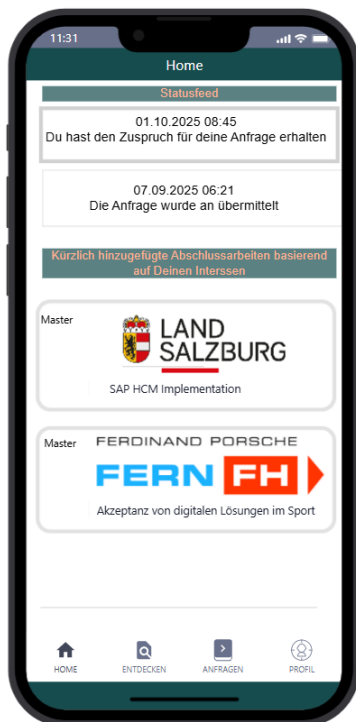 11:31
Home
Statusfeed
01.10.2025 08:45
Du hast den Zuspruch für deine Anfrage erhalten
07.09.2025 06:21
Die Anfrage wurde an übermittelt
Kürzlich hinzugefügte Abschlussarbeiten basierend
auf Deinen Interssen
Master
LAND
SALZBURG
SAP HCM Implementation
Master
FERDINAND PORSCHE
FERN FH
Akzeptanz von digitalen Lösungen im Sport
HOME
ENTDECKEN
ANFRAGEN
PROFIL